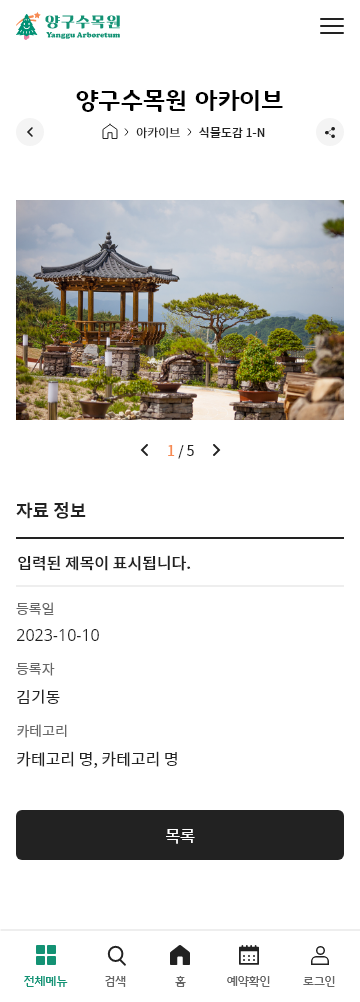 양구수목원
Yanggu Arboretum
양구수목원 아카이브
아카이브 식물도감 1-N
1 / 5
자료 정보
입력된 제목이 표시됩니다.
등록일
2023-10-10
등록자
김기동
카테고리
카테고리 명, 카테고리 명
목록
전체메뉴 검색 홈 예약확인 로그인